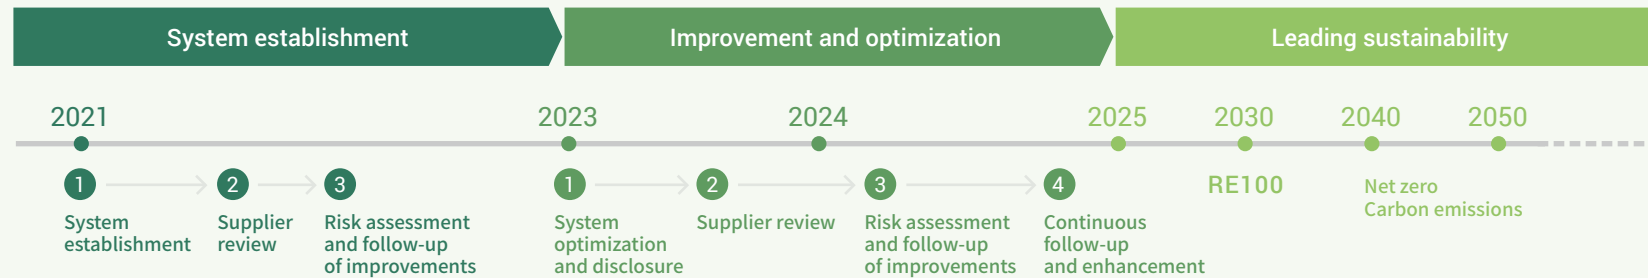 System establishment
Improvement and optimization
Leading sustainability
2021
2023
2024
2025
2030
2040
2050
1
2
3
1
2
3
4
RE100
Net zero
Carbon emissions
System
establishment
Supplier
review
Risk assessment
and follow-up
of improvements
System
optimization
and disclosure
Supplier review
Risk assessment
and follow-up
of improvements
Continuous
follow-up
and enhancement